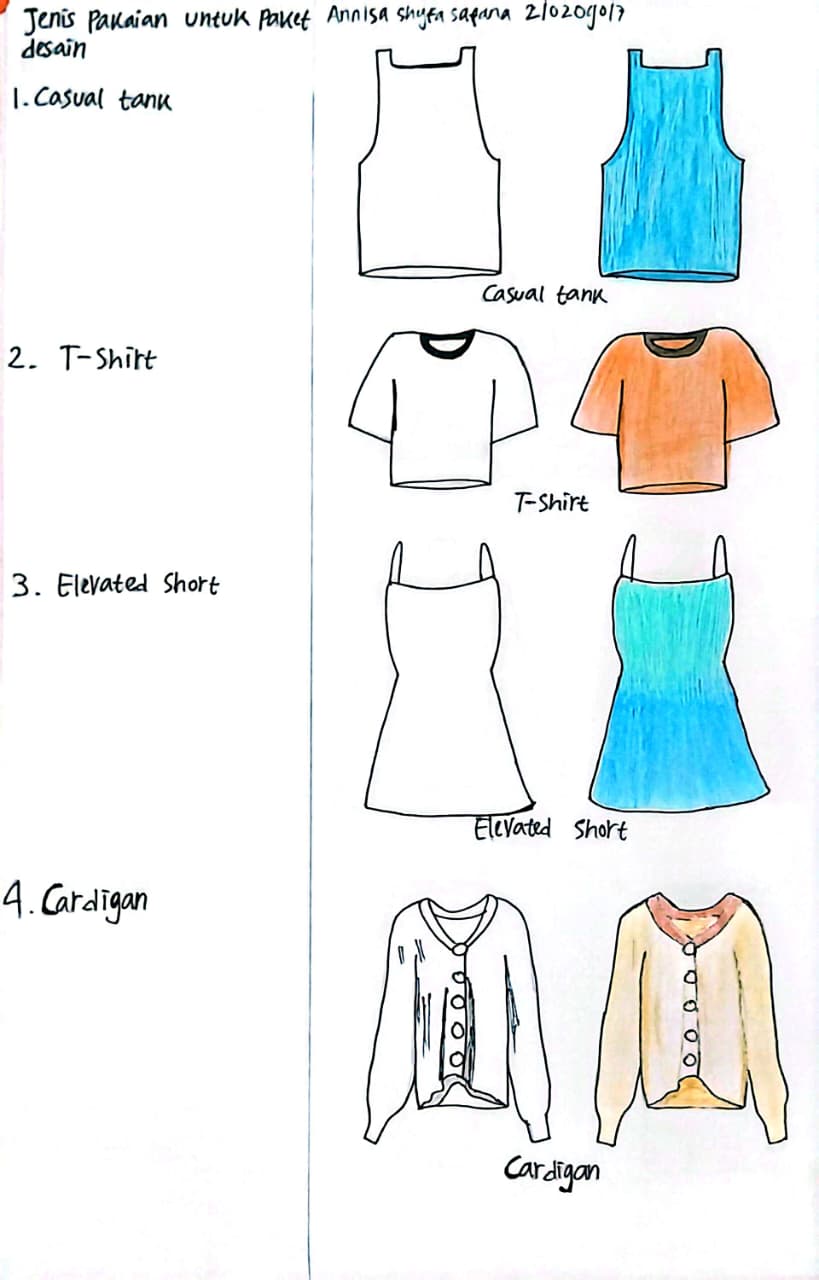 Jenis Pakaian untuk Paket Annisa shyfa safana 210209017
desain
1. Casual tank
Casual tank
2. T-Shirt
T-Shirt
3. Elevated Short
Elevated Short
4. Cardigan
Cardigan